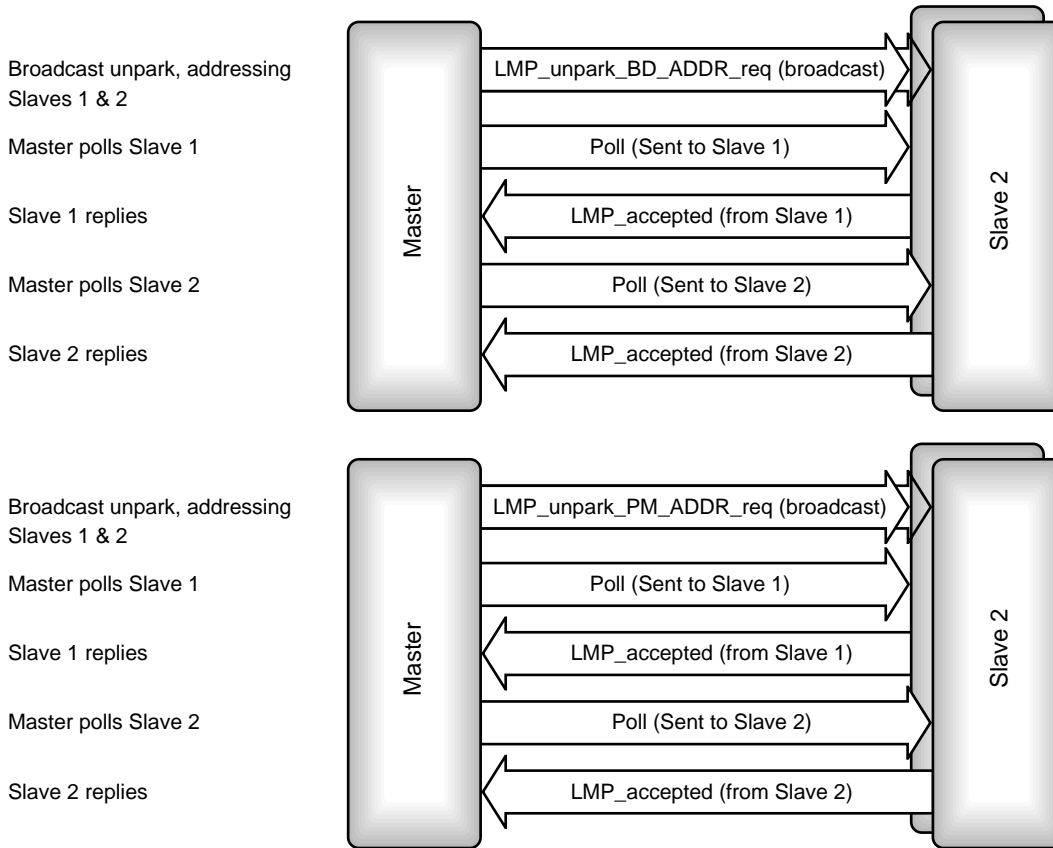 Broadcast unpark, addressing
Slaves 1 & 2
LMP_unpark_BD_ADDR_req (broadcast)
Master polls Slave 1
Poll (Sent to Slave 1)
Slave 1 replies
LMP_accepted (from Slave 1)
Master polls Slave 2
Poll (Sent to Slave 2)
Slave 2 replies
LMP_accepted (from Slave 2)
Master
Slave 2
Broadcast unpark, addressing
Slaves 1 & 2
LMP_unpark_PM_ADDR_req (broadcast)
Master polls Slave 1
Poll (Sent to Slave 1)
Slave 1 replies
LMP_accepted (from Slave 1)
Master polls Slave 2
Poll (Sent to Slave 2)
Slave 2 replies
LMP_accepted (from Slave 2)
Master
Slave 2